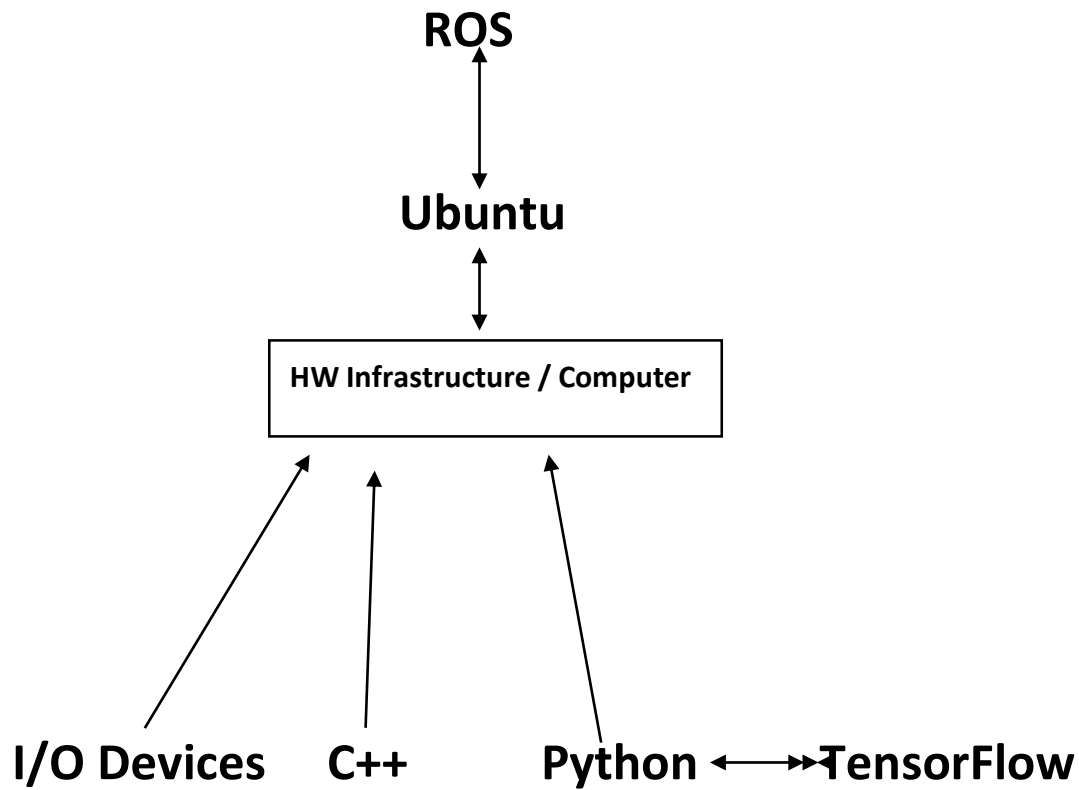 ROS
Ubuntu
HW Infrastructure / Computer
I/O Devices
C++
Python
TensorFlow